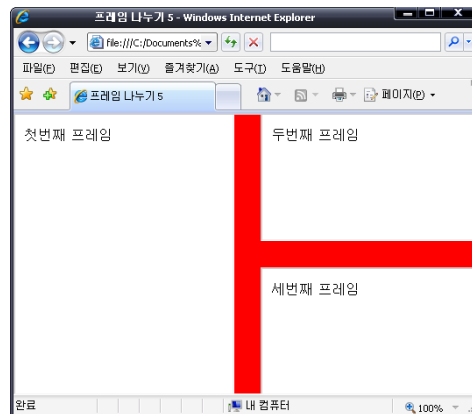 프레임 나누기 5 - Windows Internet Explorer
file:///C:/Documents%
파일(F) 편집(E) 보기(V) 즐겨찾기(A) 도구(T) 도움말(H)
프레임 나누기 5 페이지(P)
첫번째 프레임
두번째 프레임
세번째 프레임
완료 내 컴퓨터 100%